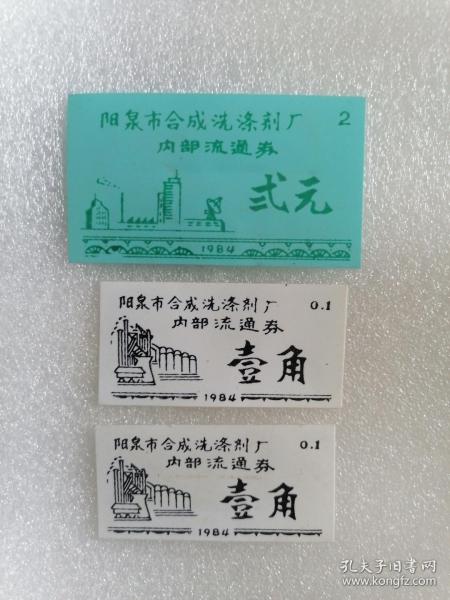 阳泉市合成洗涤剂厂 2
内部流通券
弍元
1984
阳泉市合成洗涤剂厂 0.1
内部流通券
壹角
1984
阳泉市合成洗涤剂厂 0.1
内部流通券
壹角
1984
孔夫子旧书网
www.kongfz.com